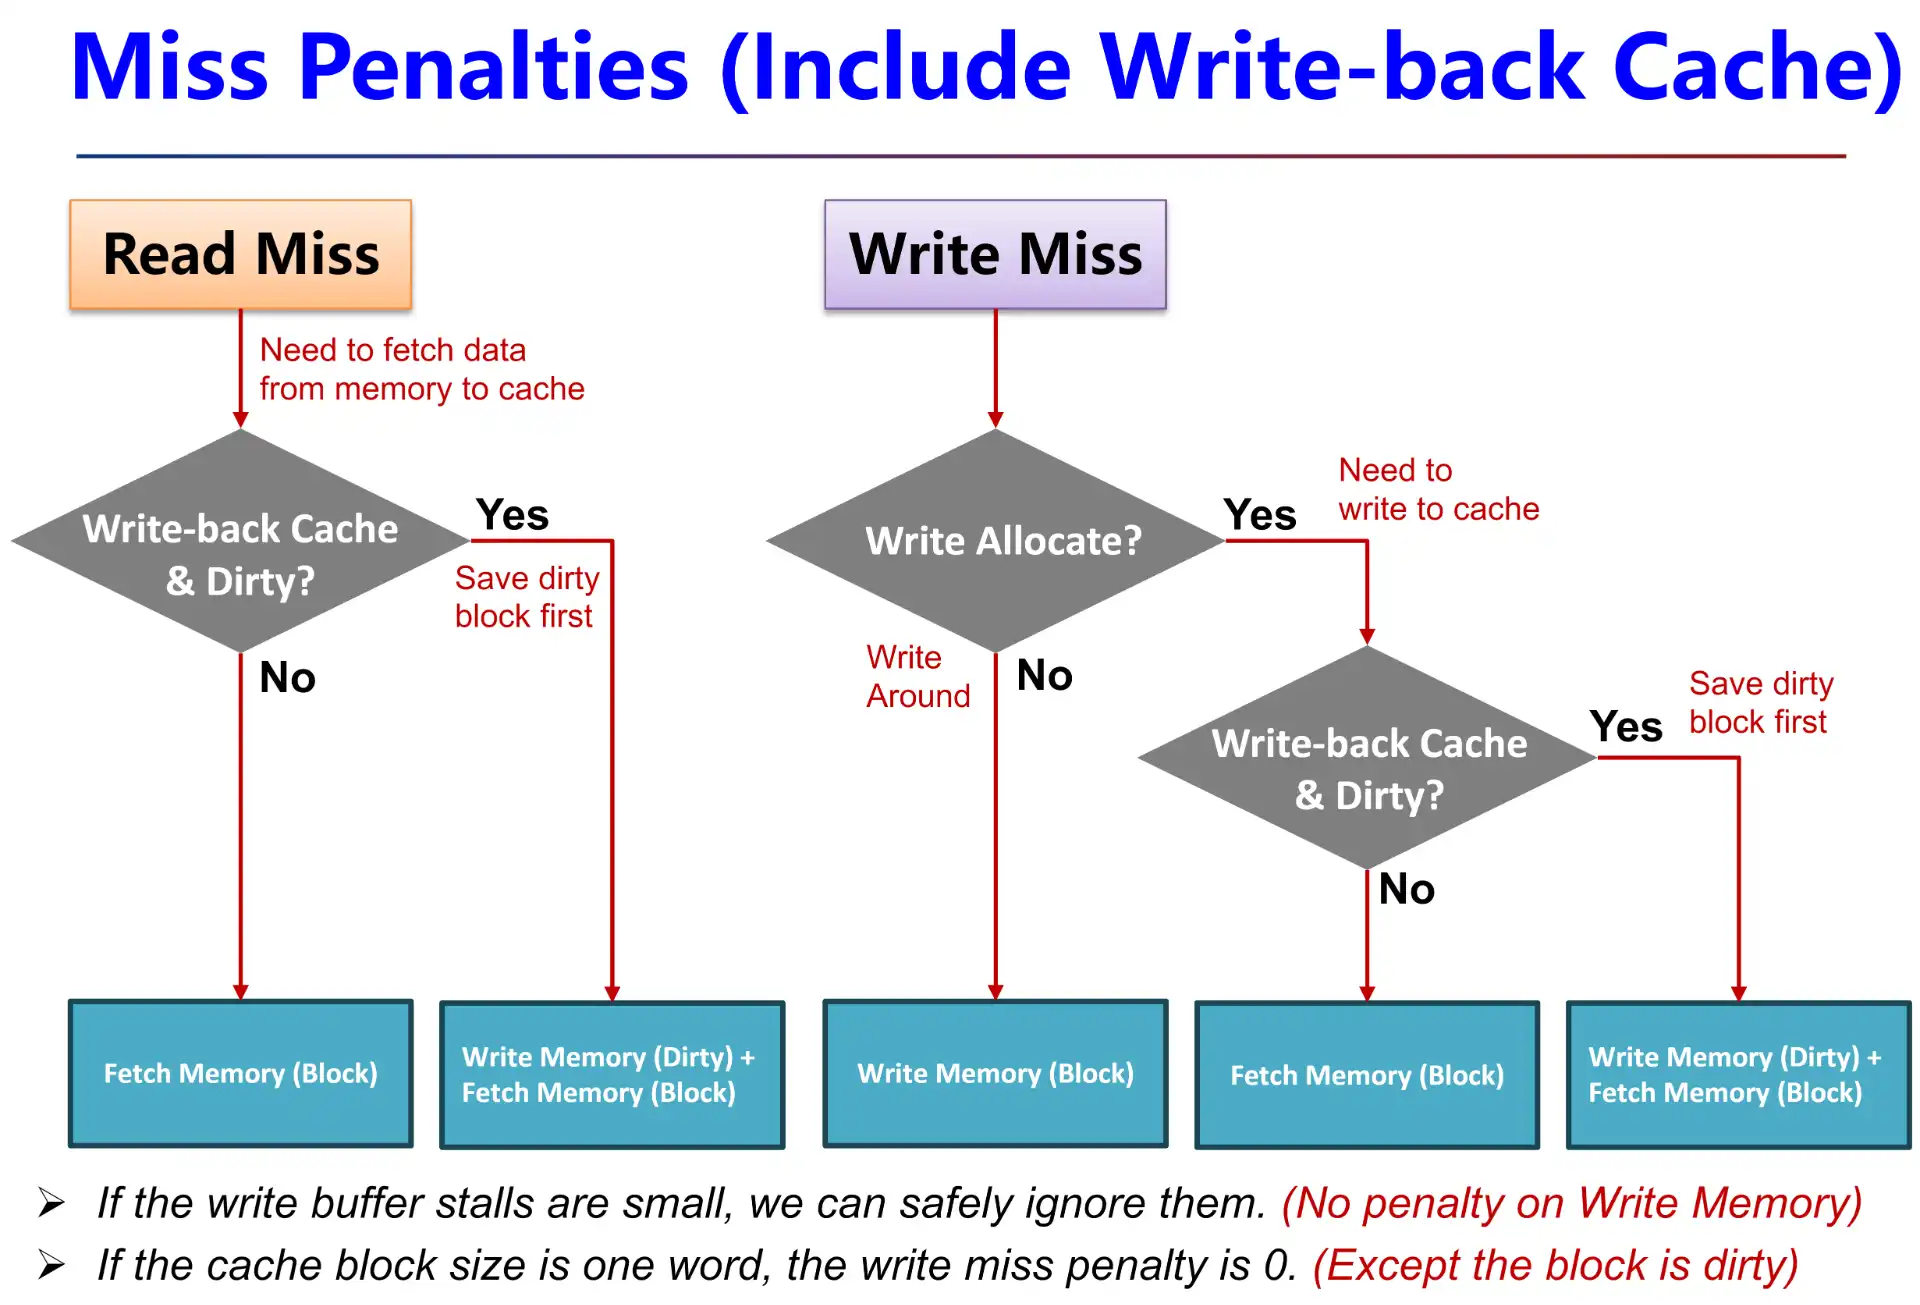 Miss Penalties (Include Write-back Cache)
Read Miss
Need to fetch data
from memory to cache
Write-back Cache
& Dirty?
Yes
Save dirty
block first
No
Fetch Memory (Block)
Write Memory (Dirty) +
Fetch Memory (Block)
Write Miss
Write Allocate?
Yes
Need to
write to cache
Write
Around
No
Write-back Cache
& Dirty?
Yes
Save dirty
block first
No
Write Memory (Block)
Fetch Memory (Block)
Write Memory (Dirty) +
Fetch Memory (Block)
➢ If the write buffer stalls are small, we can safely ignore them. (No penalty on Write Memory)
➢ If the cache block size is one word, the write miss penalty is 0. (Except the block is dirty)